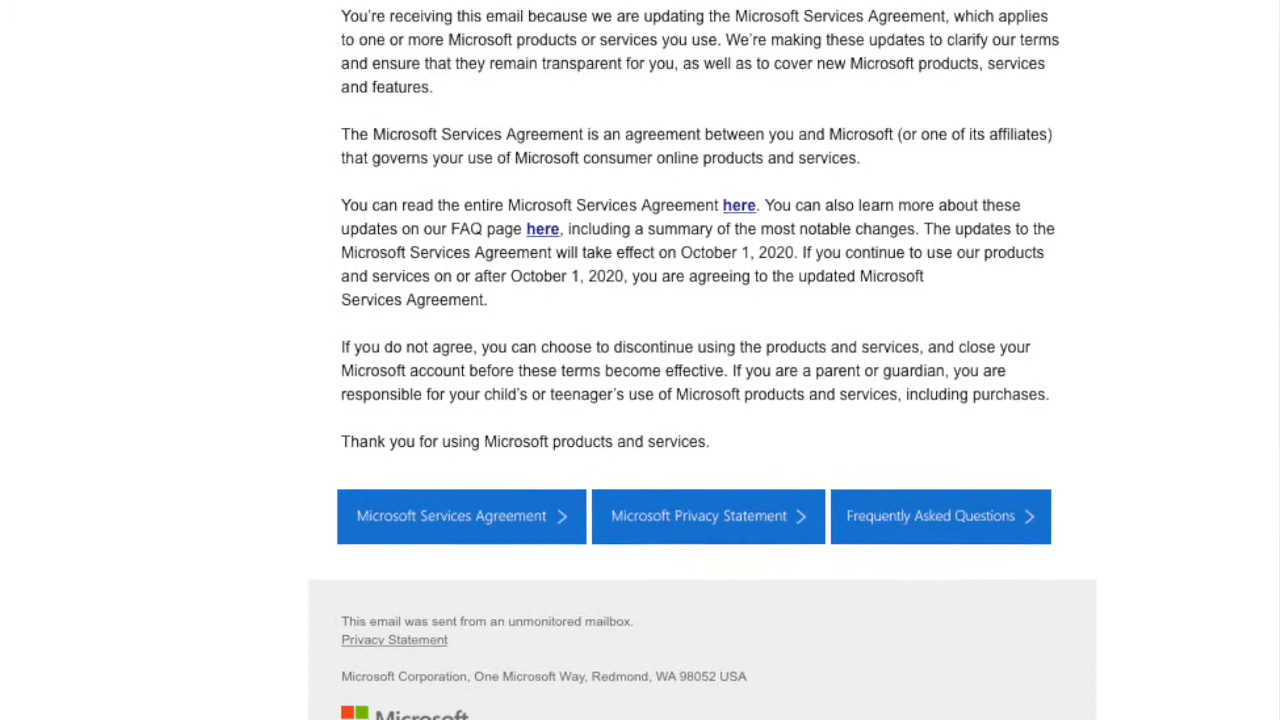 You’re receiving this email because we are updating the Microsoft Services Agreement, which applies
to one or more Microsoft products or services you use. We’re making these updates to clarify our terms
and ensure that they remain transparent for you, as well as to cover new Microsoft products, services
and features.
The Microsoft Services Agreement is an agreement between you and Microsoft (or one of its affiliates)
that governs your use of Microsoft consumer online products and services.
You can read the entire Microsoft Services Agreement here. You can also learn more about these
updates on our FAQ page here, including a summary of the most notable changes. The updates to the
Microsoft Services Agreement will take effect on October 1, 2020. If you continue to use our products
and services on or after October 1, 2020, you are agreeing to the updated Microsoft
Services Agreement.
If you do not agree, you can choose to discontinue using the products and services, and close your
Microsoft account before these terms become effective. If you are a parent or guardian, you are
responsible for your child’s or teenager’s use of Microsoft products and services, including purchases.
Thank you for using Microsoft products and services.
Microsoft Services Agreement > Microsoft Privacy Statement > Frequently Asked Questions >
This email was sent from an unmonitored mailbox.
Privacy Statement
Microsoft Corporation, One Microsoft Way, Redmond, WA 98052 USA
Microsoft